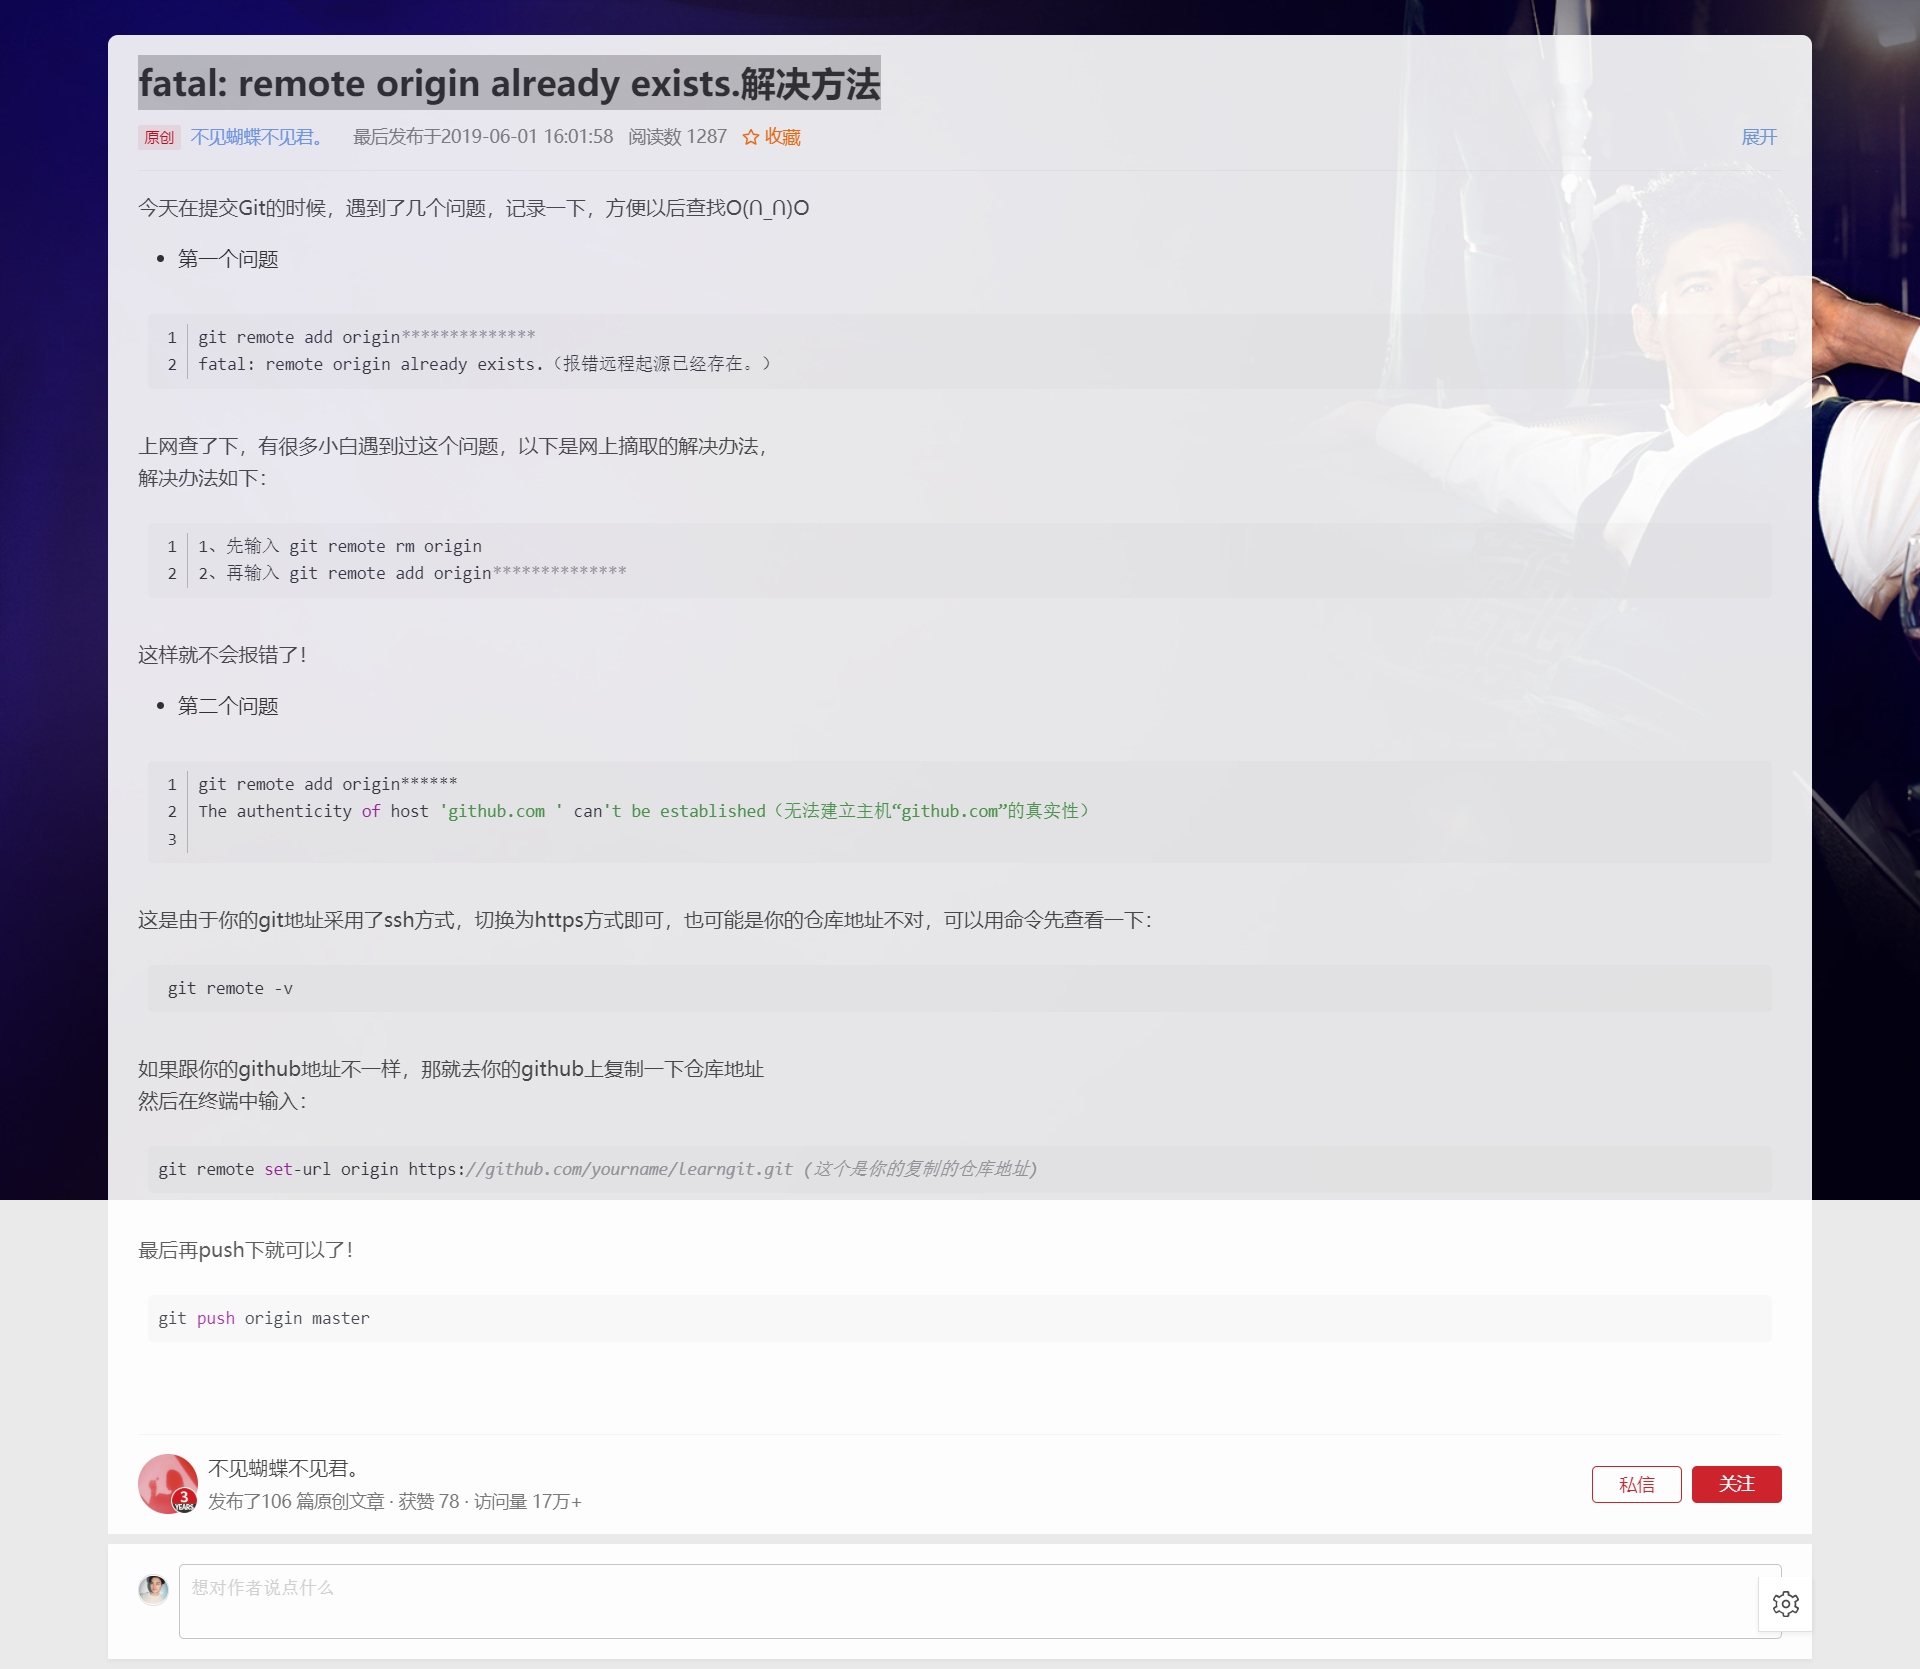 fatal: remote origin already exists.解决方法
原创 不见蝴蝶不见君。 最后发布于2019-06-01 16:01:58 阅读数 1287 收藏 展开
今天在提交Git的时候，遇到了几个问题，记录一下，方便以后查找O(∩_∩)O
• 第一个问题
1 git remote add origin**************
2 fatal: remote origin already exists.（报错远程起源已经存在。）
上网查了下，有很多小白遇到过这个问题，以下是网上摘取的解决办法，
解决办法如下：
1 1、先输入 git remote rm origin
2 2、再输入 git remote add origin**************
这样就不会报错了！
• 第二个问题
1 git remote add origin******
2 The authenticity of host 'github.com ' can't be established（无法建立主机“github.com”的真实性）
3
这是由于你的git地址采用了ssh方式，切换为https方式即可，也可能是你的仓库地址不对，可以用命令先查看一下：
git remote -v
如果跟你的github地址不一样，那就去你的github上复制一下仓库地址
然后在终端中输入：
git remote set-url origin https://github.com/yourname/learngit.git (这个是你的复制的仓库地址)
最后再push下就可以了！
git push origin master
不见蝴蝶不见君。
3 YEARS
发布了106 篇原创文章 · 获赞 78 · 访问量 17万+
私信 关注
想对作者说点什么